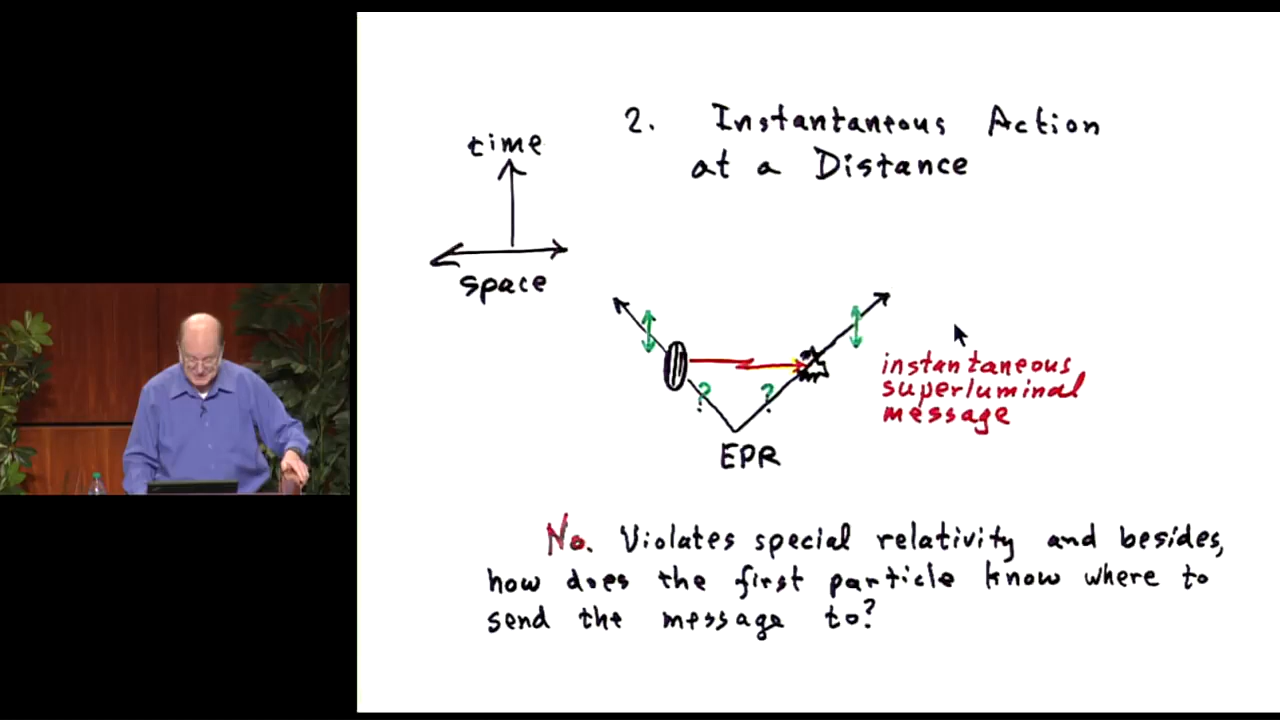 2. Instantaneous Action
at a Distance
time
space
? ?
EPR
instantaneous
superluminal
message
No. Violates special relativity and besides,
how does the first particle know where to
send the message to?